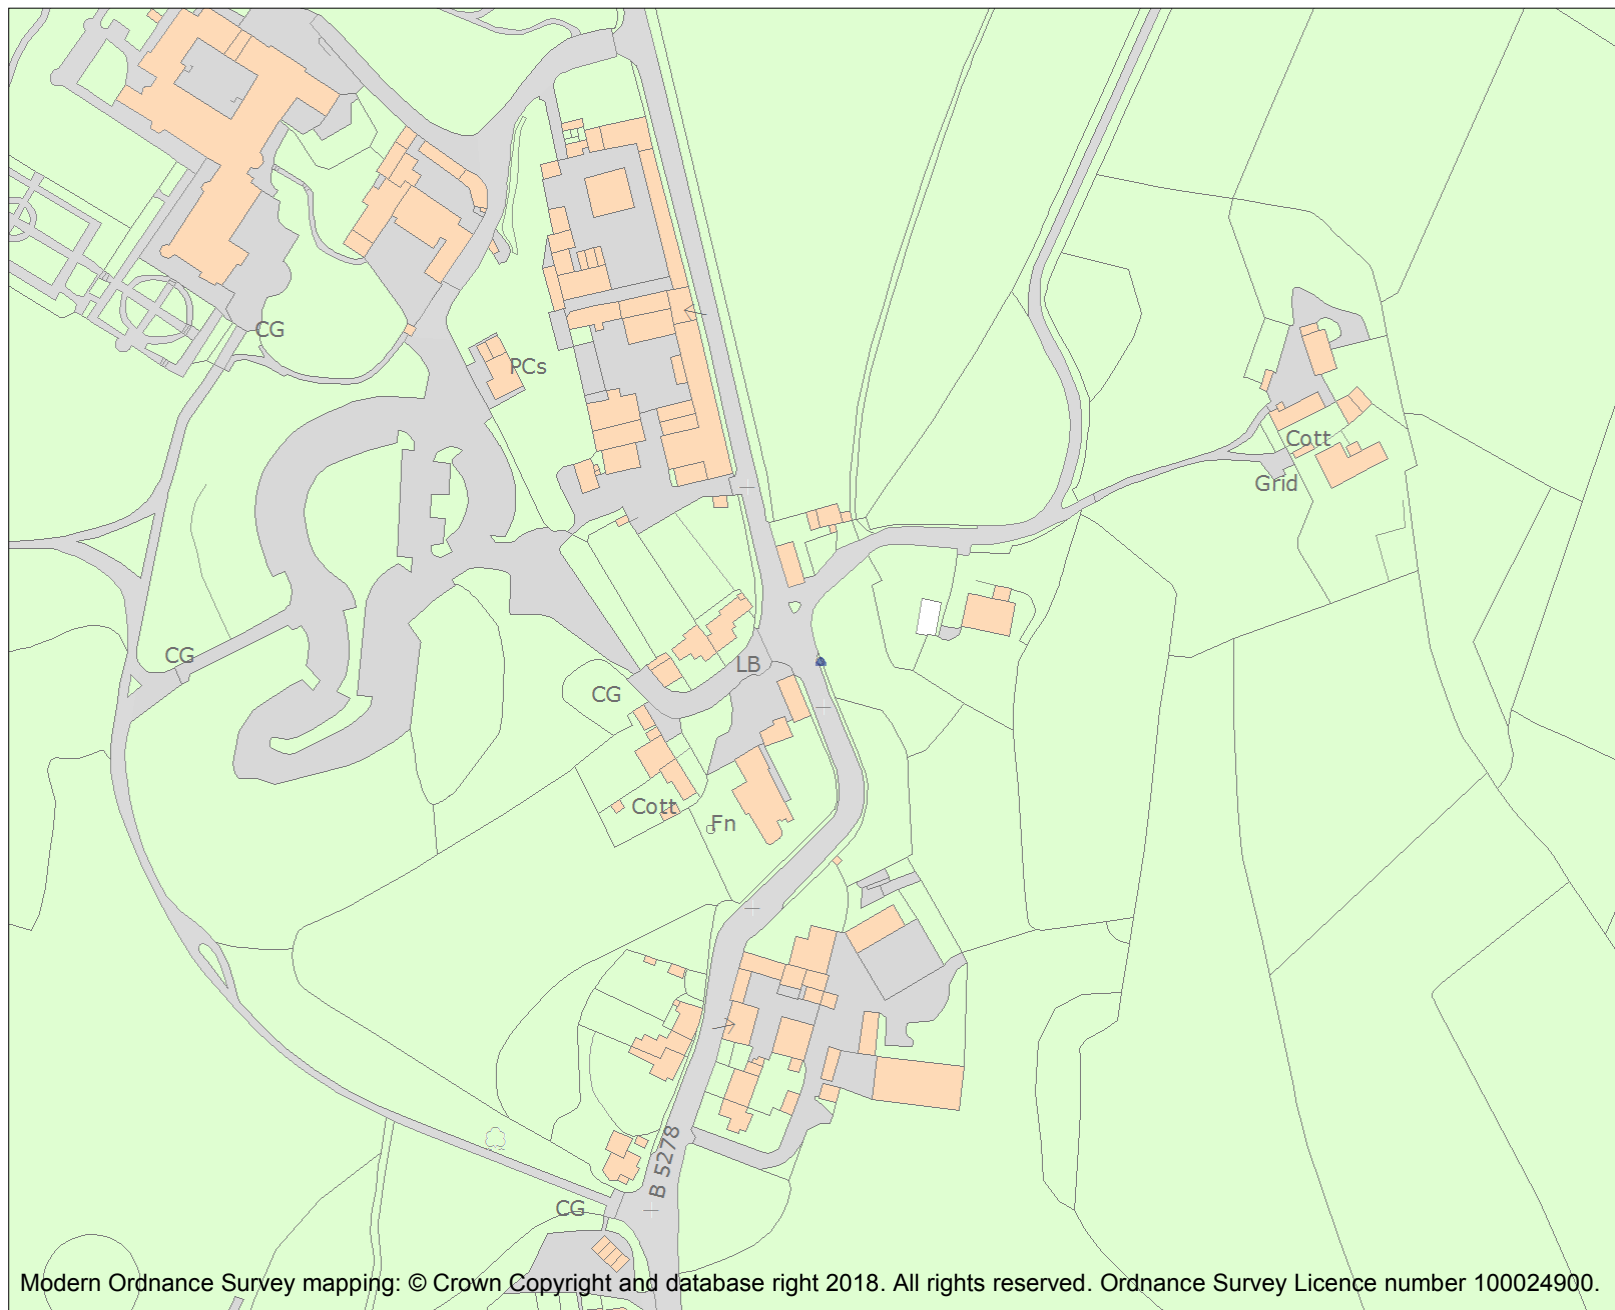 CG
PCs
Cott
Grid
CG
LB
CG
Cott
Fn
B 5278
CG
Modern Ordnance Survey mapping: © Crown Copyright and database right 2018. All rights reserved. Ordnance Survey Licence number 100024900.